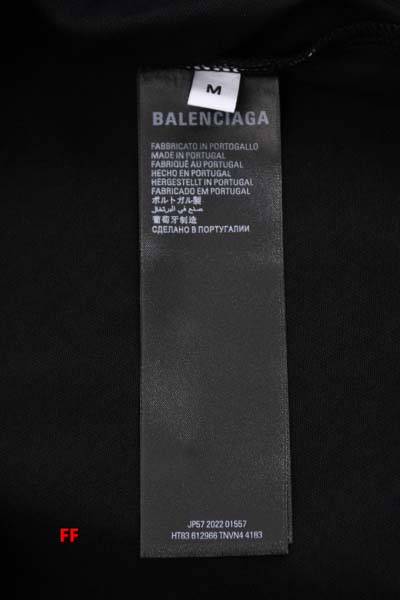 M
BALENCIAGA
FABBRICATO IN PORTOGALLO
MADE IN PORTUGAL
FABRIQUÉ AU PORTUGAL
HECHO EN PORTUGAL
HERGESTELLT IN PORTUGAL
FABRICADO EM PORTUGAL
ポルトガル製
صنع في البرتغال
葡萄牙制造
СДЕЛАНО В ПОРТУГАЛИИ
JP57 2022 01557
HT83 612966 TNVN4 4183
FF